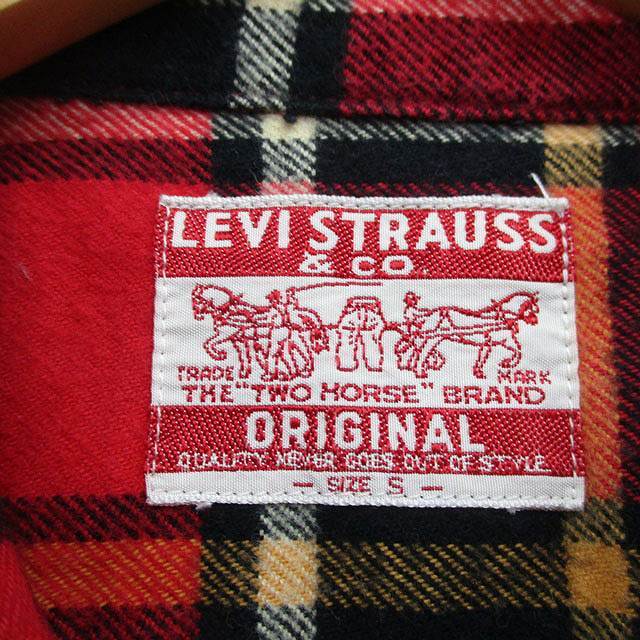 LEVI STRAUSS
& CO.
TRADE MARK
THE "TWO HORSE" BRAND
ORIGINAL
QUALITY NEVER GOES OUT OF STYLE
- SIZE S -